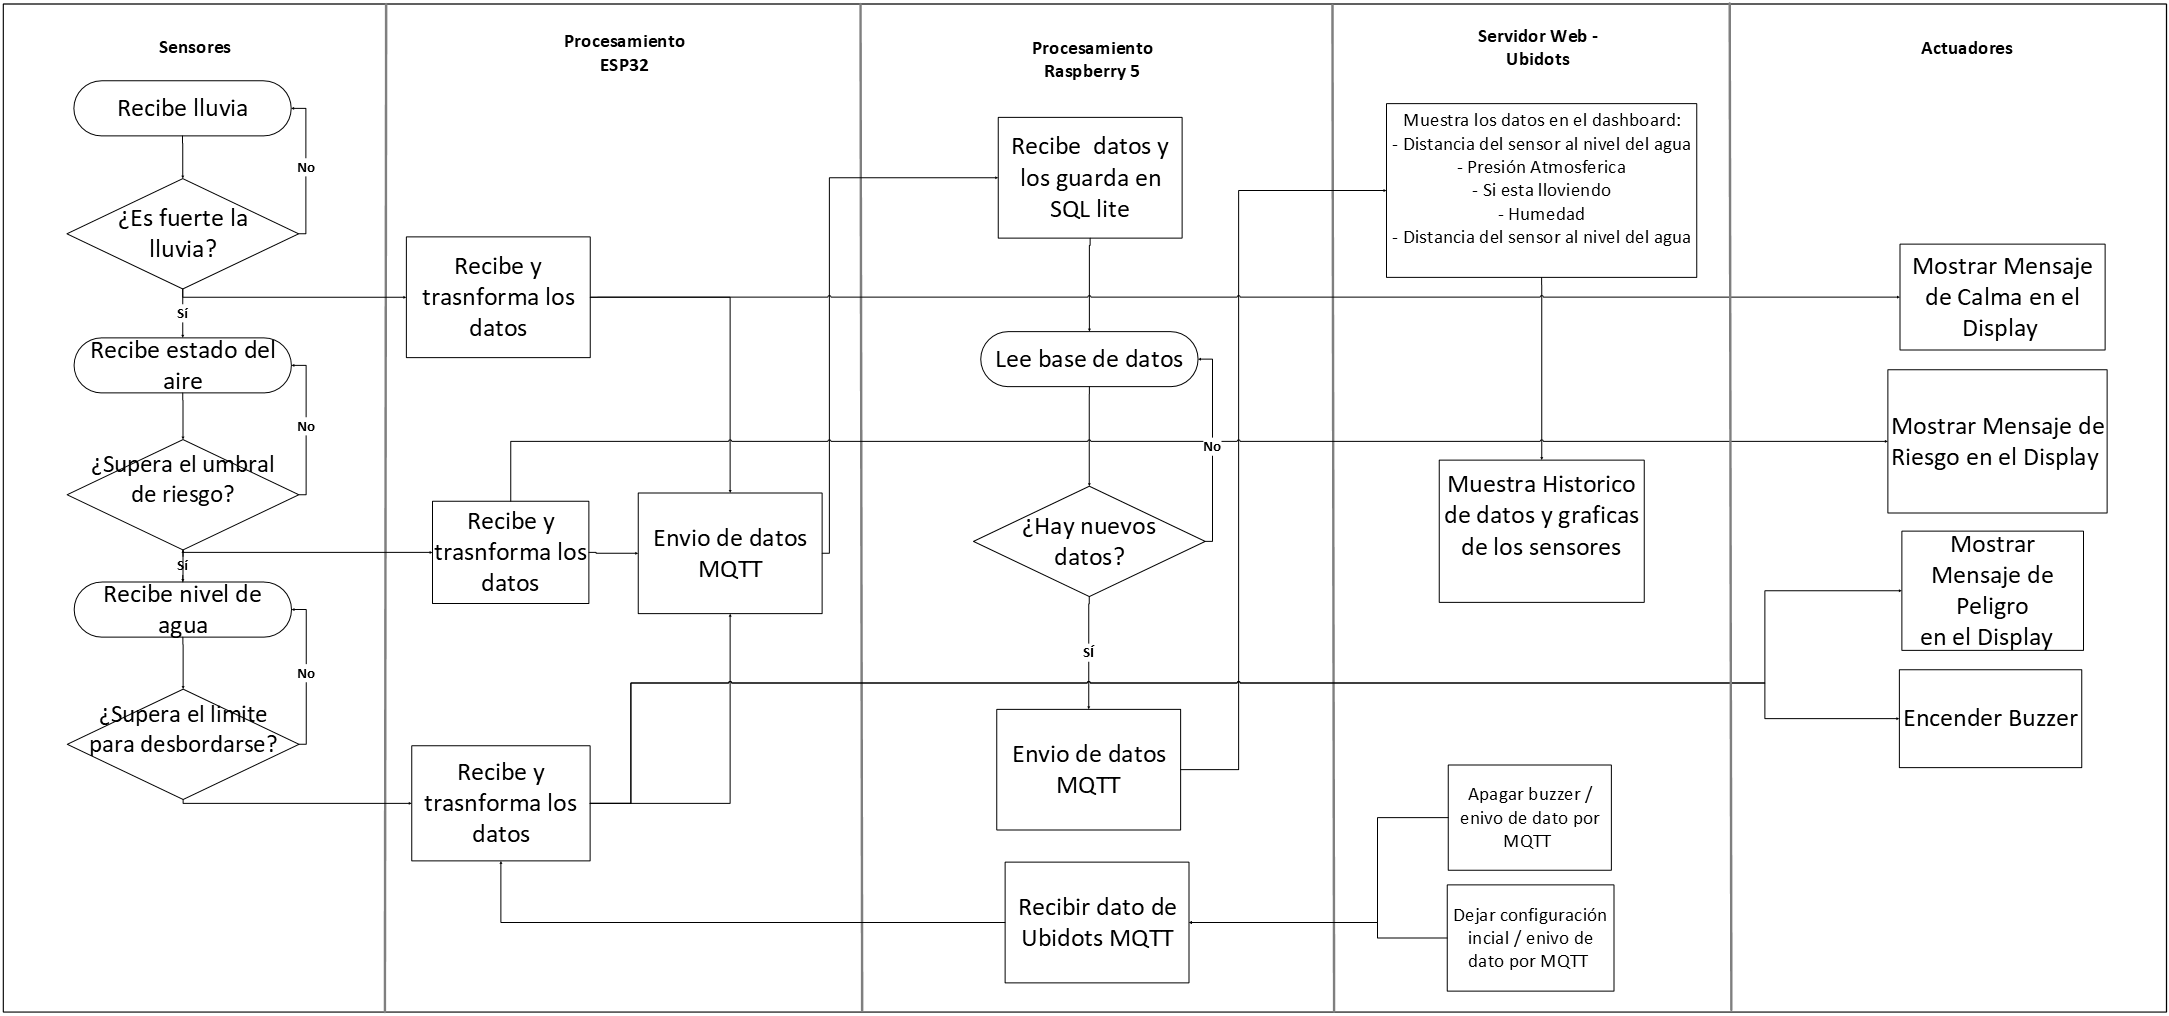 Sensores
Recibe lluvia
No
¿Es fuerte la
lluvia?
Sí
Recibe estado del
aire
No
¿Supera el umbral
de riesgo?
Sí
Recibe nivel de
agua
No
¿Supera el limite
para desbordarse?
Procesamiento
ESP32
Recibe y
trasnforma los
datos
Recibe y
trasnforma los
datos
Envio de datos
MQTT
Recibe y
trasnforma los
datos
Procesamiento
Raspberry 5
Recibe  datos y
los guarda en
SQL lite
Lee base de datos
No
¿Hay nuevos
datos?
SÍ
Envio de datos
MQTT
Recibir dato de
Ubidots MQTT
Servidor Web -
Ubidots
Muestra los datos en el dashboard:
- Distancia del sensor al nivel del agua
- Presión Atmosferica
- Si esta lloviendo
- Humedad
- Distancia del sensor al nivel del agua
Muestra Historico
de datos y graficas
de los sensores
Apagar buzzer /
enivo de dato por
MQTT
Dejar configuración
incial / enivo de
dato por MQTT
Actuadores
Mostrar Mensaje
de Calma en el
Display
Mostrar Mensaje de
Riesgo en el Display
Mostrar
Mensaje de
Peligro
en el Display
Encender Buzzer